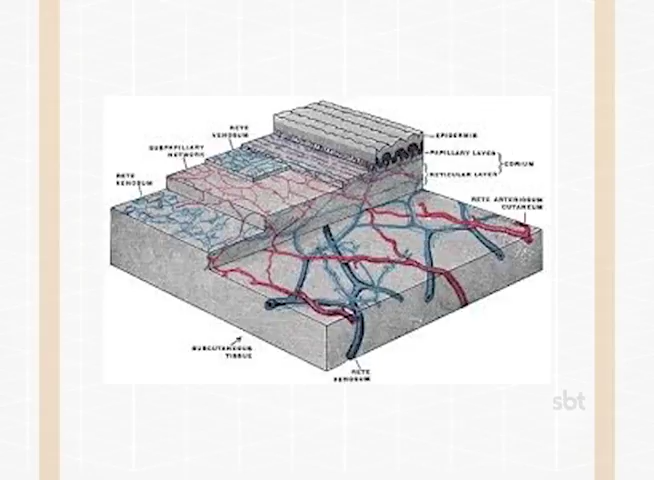 RETE
VENOSUM
SUBPAPILLARY
NETWORK
RETE
VENOSUM
EPIDERMIS
PAPILLARY LAYER
CORIUM
RETICULAR LAYER
RETE ARTERIOSUM
CUTANEUM
SUBCUTANEOUS
TISSUE
RETE
VENOSUM
sbt